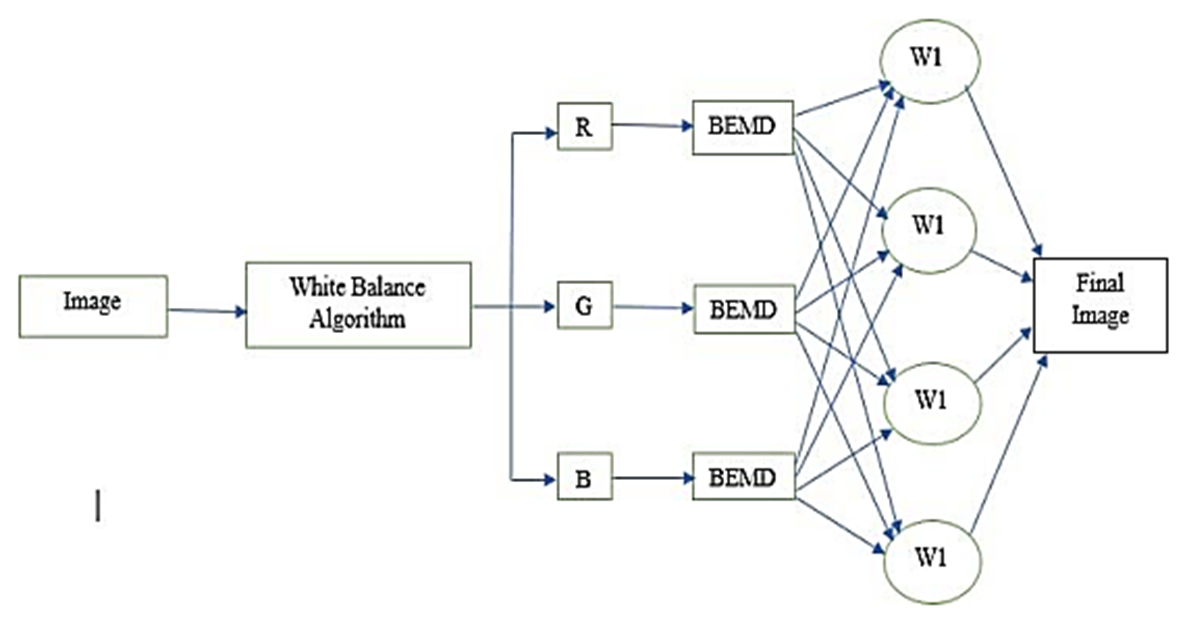 Image
White Balance
Algorithm
R
G
B
BEMD
BEMD
BEMD
W1
W1
W1
W1
Final
Image